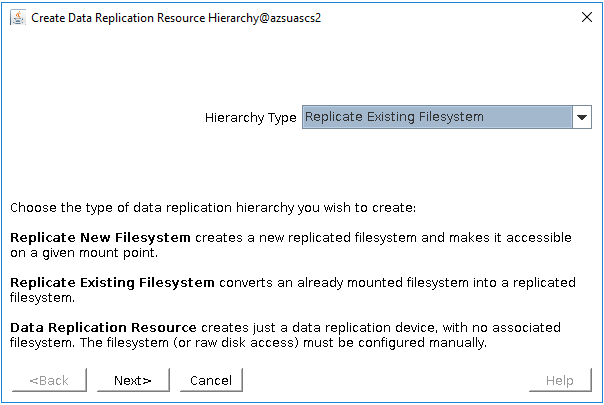 Create Data Replication Resource Hierarchy@azsuascs2
Hierarchy Type Replicate Existing Filesystem
Choose the type of data replication hierarchy you wish to create:
Replicate New Filesystem creates a new replicated filesystem and makes it accessible
on a given mount point.
Replicate Existing Filesystem converts an already mounted filesystem into a replicated
filesystem.
Data Replication Resource creates just a data replication device, with no associated
filesystem. The filesystem (or raw disk access) must be configured manually.
<Back Next> Cancel Help